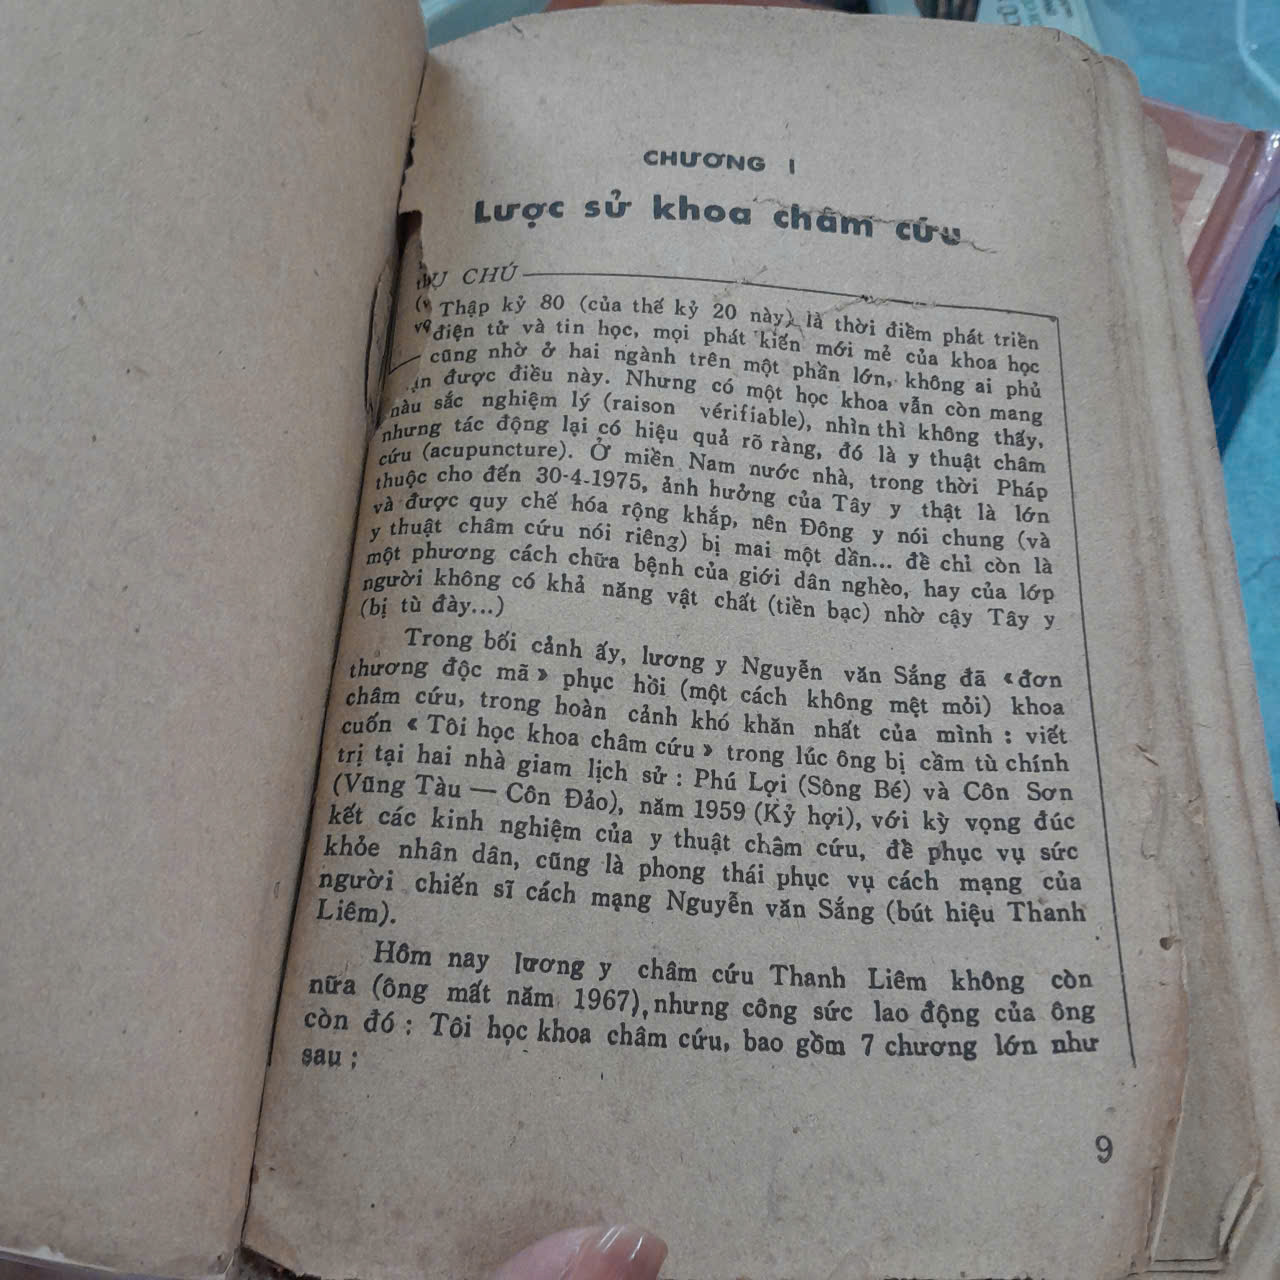 CHƯƠNG I
Lược sử khoa châm cứu
CHÚ
Thập kỷ 80 (của thế kỷ 20 này) là thời điểm phát triển
điện tử và tin học, mọi phát kiến mới mẻ của khoa học
cũng nhờ ở hai ngành trên một phần lớn, không ai phủ
được điều này. Nhưng có một học khoa vẫn còn mang
sắc nghiệm lý (raison vérifiable), nhìn thì không thấy,
nhưng tác động lại có hiệu quả rõ ràng, đó là y thuật châm
cứu (acupuncture). Ở miền Nam nước nhà, trong thời Pháp
thuộc cho đến 30-4-1975, ảnh hưởng của Tây y thật là lớn
và được quy chế hóa rộng khắp, nên Đông y nói chung (và
y thuật châm cứu nói riêng) bị mai một dần... để chỉ còn là
một phương cách chữa bệnh của giới dân nghèo, hay của lớp
người không có khả năng vật chất (tiền bạc) nhờ cậy Tây y
(bị tù đày...)
Trong bối cảnh ấy, lương y Nguyễn văn Sắng đã «đơn
thương độc mã» phục hồi (một cách không mệt mỏi) khoa
châm cứu, trong hoàn cảnh khó khăn nhất của mình : viết
cuốn «Tôi học khoa châm cứu» trong lúc ông bị cầm tù chính
trị tại hai nhà giam lịch sử : Phú Lợi (Sông Bé) và Côn Sơn
(Vũng Tàu — Côn Đảo), năm 1959 (Kỷ hợi), với kỳ vọng đúc
kết các kinh nghiệm của y thuật châm cứu, để phục vụ sức
khỏe nhân dân, cũng là phong thái phục vụ cách mạng của
người chiến sĩ cách mạng Nguyễn văn Sắng (bút hiệu Thanh
Liêm).
Hôm nay lương y châm cứu Thanh Liêm không còn
nữa (ông mất năm 1967), nhưng công sức lao động của ông
còn đó : Tôi học khoa châm cứu, bao gồm 7 chương lớn như
sau :
9